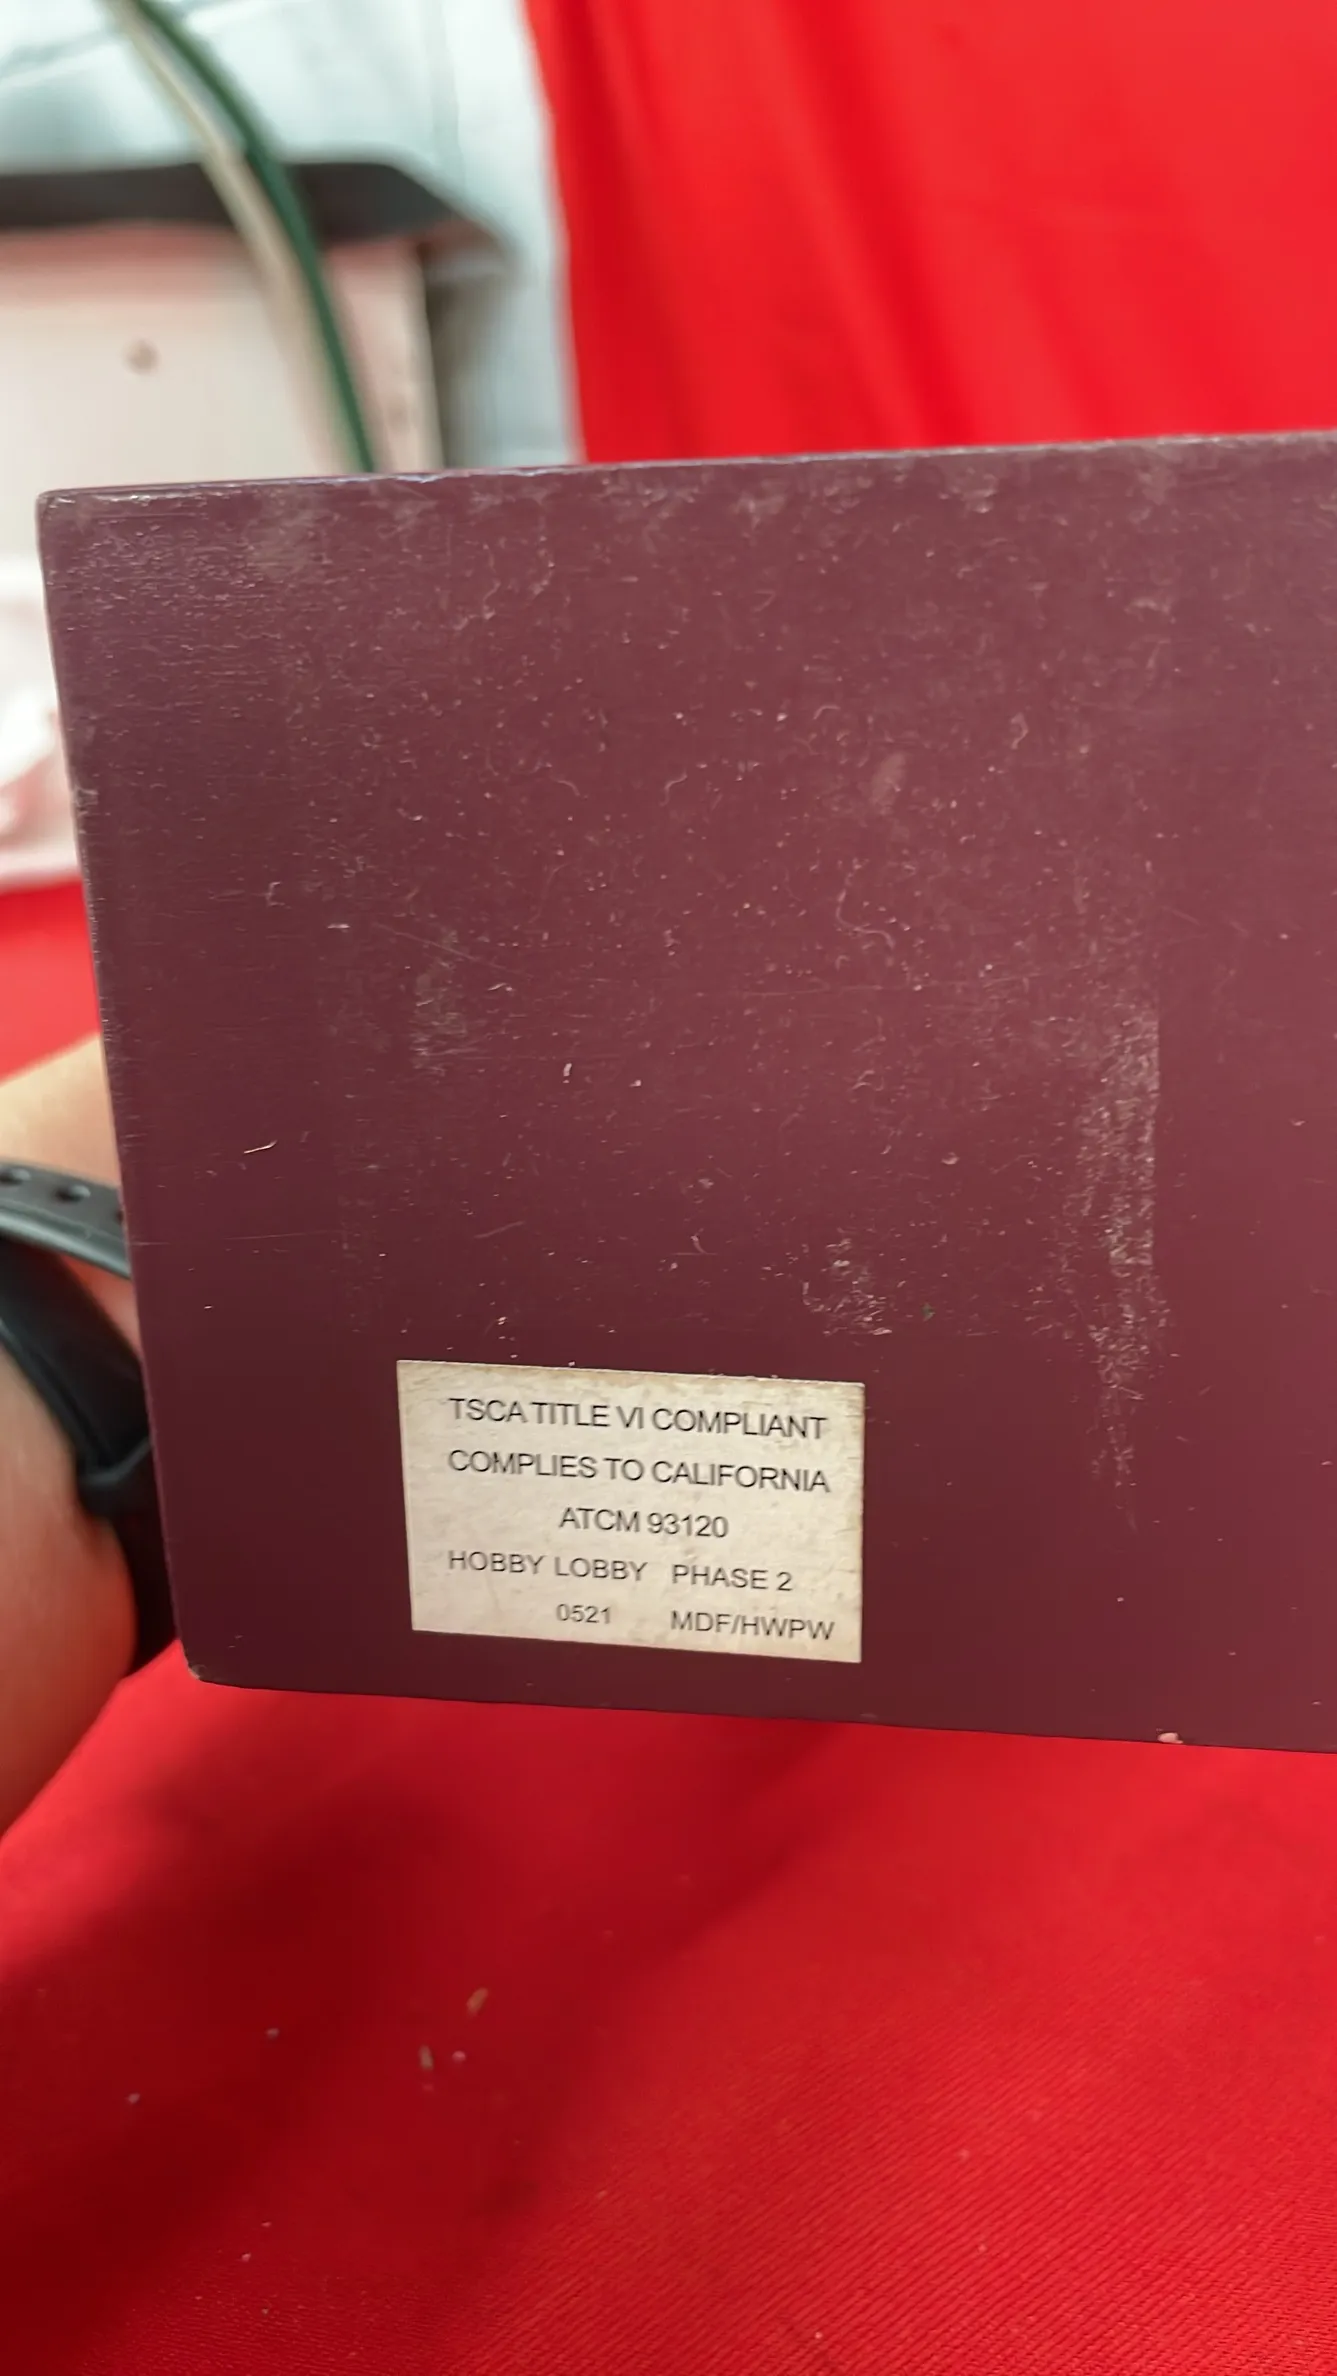 TSCA TITLE VI COMPLIANT
COMPLIES TO CALIFORNIA
ATCM 93120
HOBBY LOBBY PHASE 2
0521 MDF/HWPW